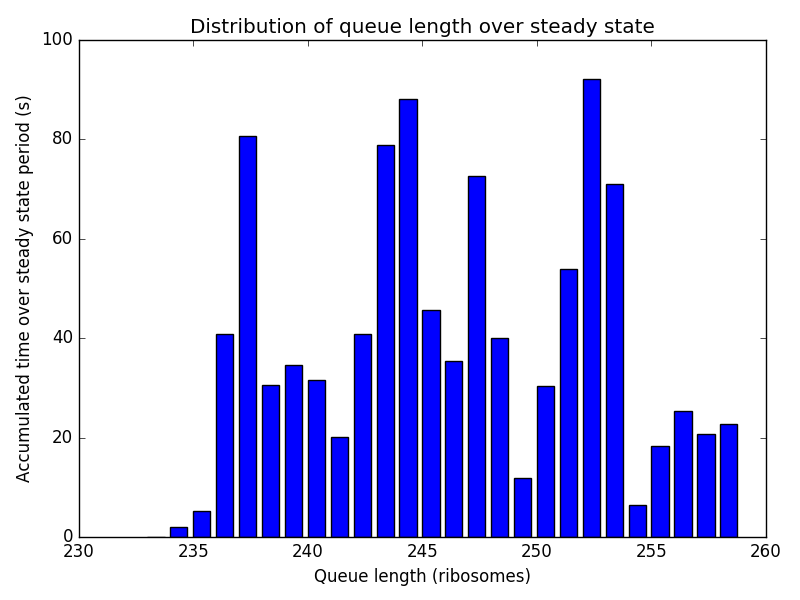 Distribution of queue length over steady state
100
80
60
40
20
0
Accumulated time over steady state period (s)
230 235 240 245 250 255 260
Queue length (ribosomes)